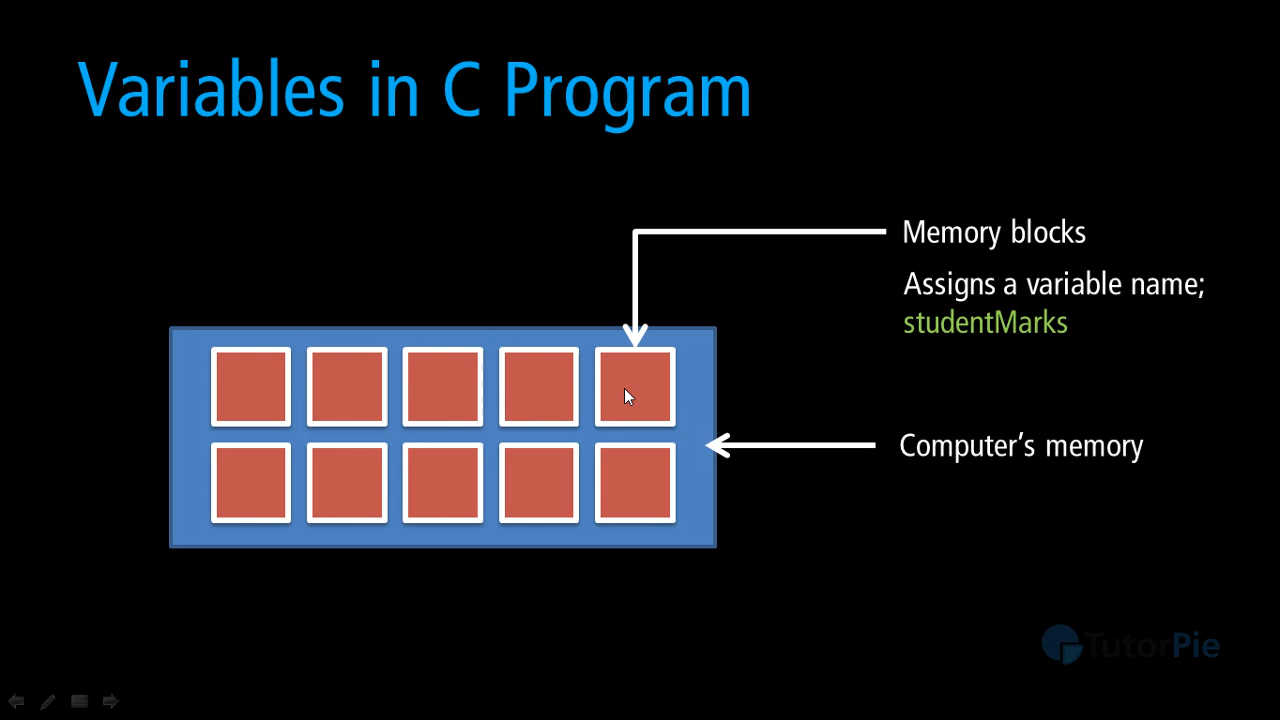 Variables in C Program
Memory blocks
Assigns a variable name;
studentMarks
Computer’s memory
TutorPie